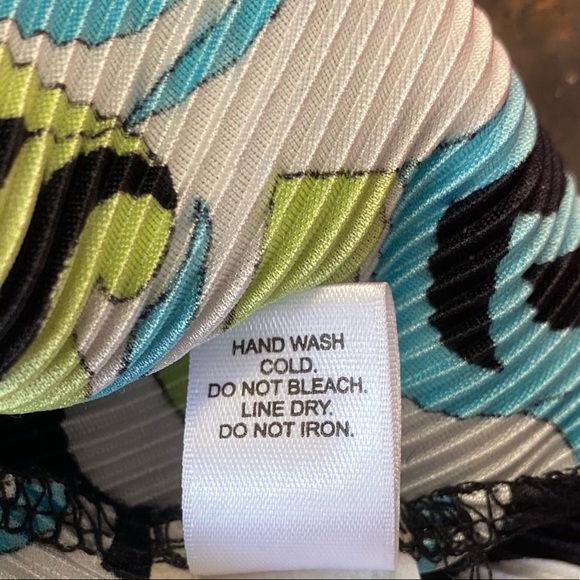 HAND WASH
COLD.
DO NOT BLEACH.
LINE DRY.
DO NOT IRON.